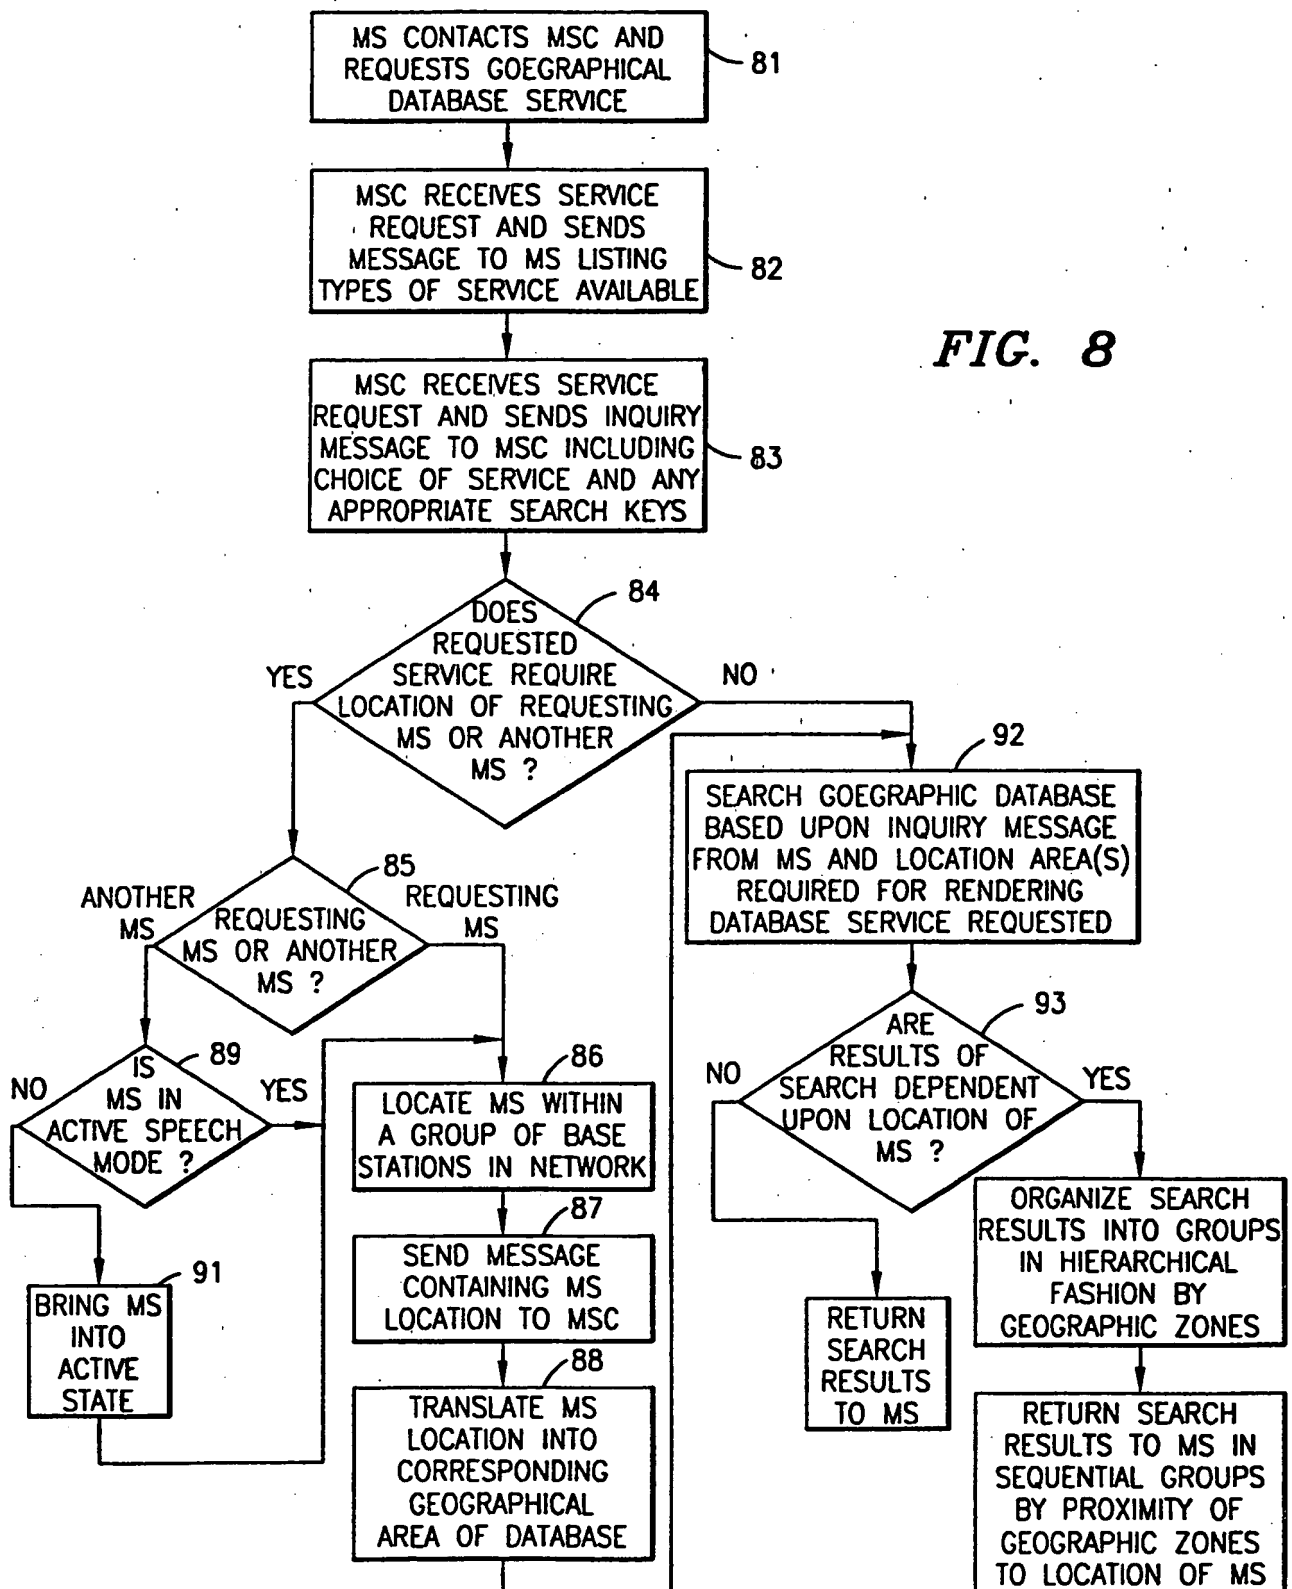 MS CONTACTS MSC AND
REQUESTS GOEGRAPHICAL
DATABASE SERVICE
81
MSC RECEIVES SERVICE
REQUEST AND SENDS
MESSAGE TO MS LISTING
TYPES OF SERVICE AVAILABLE
82
FIG. 8
MSC RECEIVES SERVICE
REQUEST AND SENDS INQUIRY
MESSAGE TO MSC INCLUDING
CHOICE OF SERVICE AND ANY
APPROPRIATE SEARCH KEYS
83
84
DOES
REQUESTED
SERVICE REQUIRE
LOCATION OF REQUESTING
MS OR ANOTHER
MS ?
YES
NO
85
ANOTHER
MS
REQUESTING
MS
REQUESTING
MS OR ANOTHER
MS ?
89
IS
MS IN
ACTIVE SPEECH
MODE ?
NO
YES
91
BRING MS
INTO
ACTIVE
STATE
86
LOCATE MS WITHIN
A GROUP OF BASE
STATIONS IN NETWORK
87
SEND MESSAGE
CONTAINING MS
LOCATION TO MSC
88
TRANSLATE MS
LOCATION INTO
CORRESPONDING
GEOGRAPHICAL
AREA OF DATABASE
92
SEARCH GOEGRAPHIC DATABASE
BASED UPON INQUIRY MESSAGE
FROM MS AND LOCATION AREA(S)
REQUIRED FOR RENDERING
DATABASE SERVICE REQUESTED
93
ARE
RESULTS OF
SEARCH DEPENDENT
UPON LOCATION OF
MS ?
NO
YES
RETURN
SEARCH
RESULTS
TO MS
ORGANIZE SEARCH
RESULTS INTO GROUPS
IN HIERARCHICAL
FASHION BY
GEOGRAPHIC ZONES
RETURN SEARCH
RESULTS TO MS IN
SEQUENTIAL GROUPS
BY PROXIMITY OF
GEOGRAPHIC ZONES
TO LOCATION OF MS